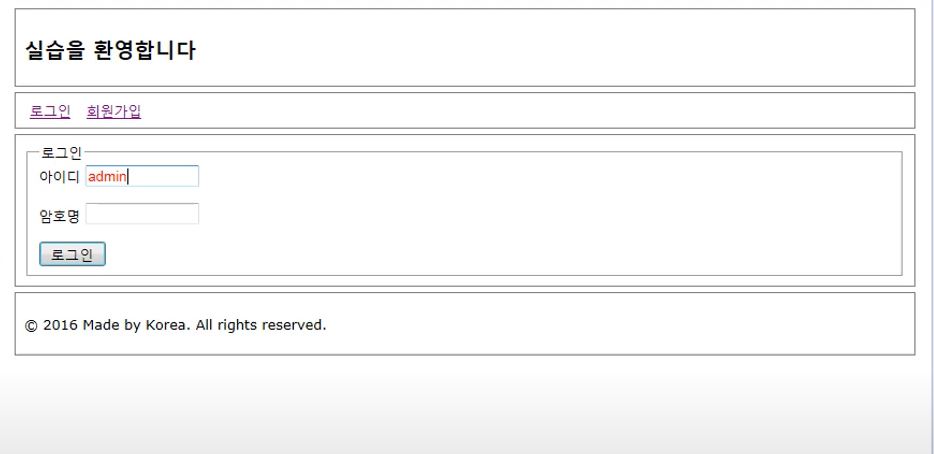 실습을 환영합니다
로그인 회원가입
로그인
아이디 admin
암호명
로그인
© 2016 Made by Korea. All rights reserved.